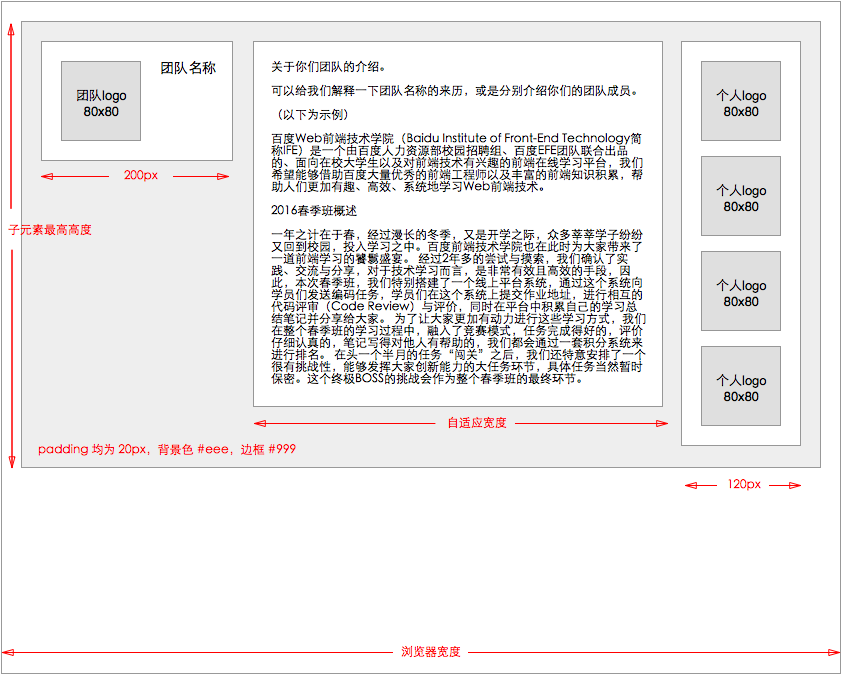 团队名称
团队logo
80x80
200px
子元素最高高度
关于你们团队的介绍。
可以给我们解释一下团队名称的来历，或是分别介绍你们的团队成员。
（以下为示例）
百度Web前端技术学院（Baidu Institute of Front-End Technology简
称IFE）是一个由百度人力资源部校园招聘组、百度EFE团队联合出品
的、面向在校大学生以及对前端技术有兴趣的前端在线学习平台，我们
希望能够借助百度大量优秀的前端工程师以及丰富的前端知识积累，帮
助人们更加有趣、高效、系统地学习Web前端技术。
2016春季班概述
一年之计在于春，经过漫长的冬季，又是开学之际，众多莘莘学子纷纷
又回到校园，投入学习之中。百度前端技术学院也在此时为大家带来了
一道前端学习的饕餮盛宴。 经过2年多的尝试与摸索，我们确认了实
践、交流与分享，对于技术学习而言，是非常有效且高效的手段，因
此，本次春季班，我们特别搭建了一个线上平台系统，通过这个系统向
学员们发送编码任务，学员们在这个系统上提交作业地址，进行相互的
代码评审（Code Review）与评价，同时在平台中积累自己的学习总
结笔记并分享给大家。 为了让大家更加有动力进行这些学习方式，我们
在整个春季班的学习过程中，融入了竞赛模式，任务完成得好的，评价
仔细认真的，笔记写得对他人有帮助的，我们都会通过一套积分系统来
进行排名。 在头一个半月的任务“闯关”之后，我们还特意安排了一个
很有挑战性，能够发挥大家创新能力的大任务环节，具体任务当然暂时
保密。这个终极BOSS的挑战会作为整个春季班的最终环节。
自适应宽度
个人logo
80x80
个人logo
80x80
个人logo
80x80
个人logo
80x80
120px
padding 均为 20px，背景色 #eee，边框 #999
浏览器宽度